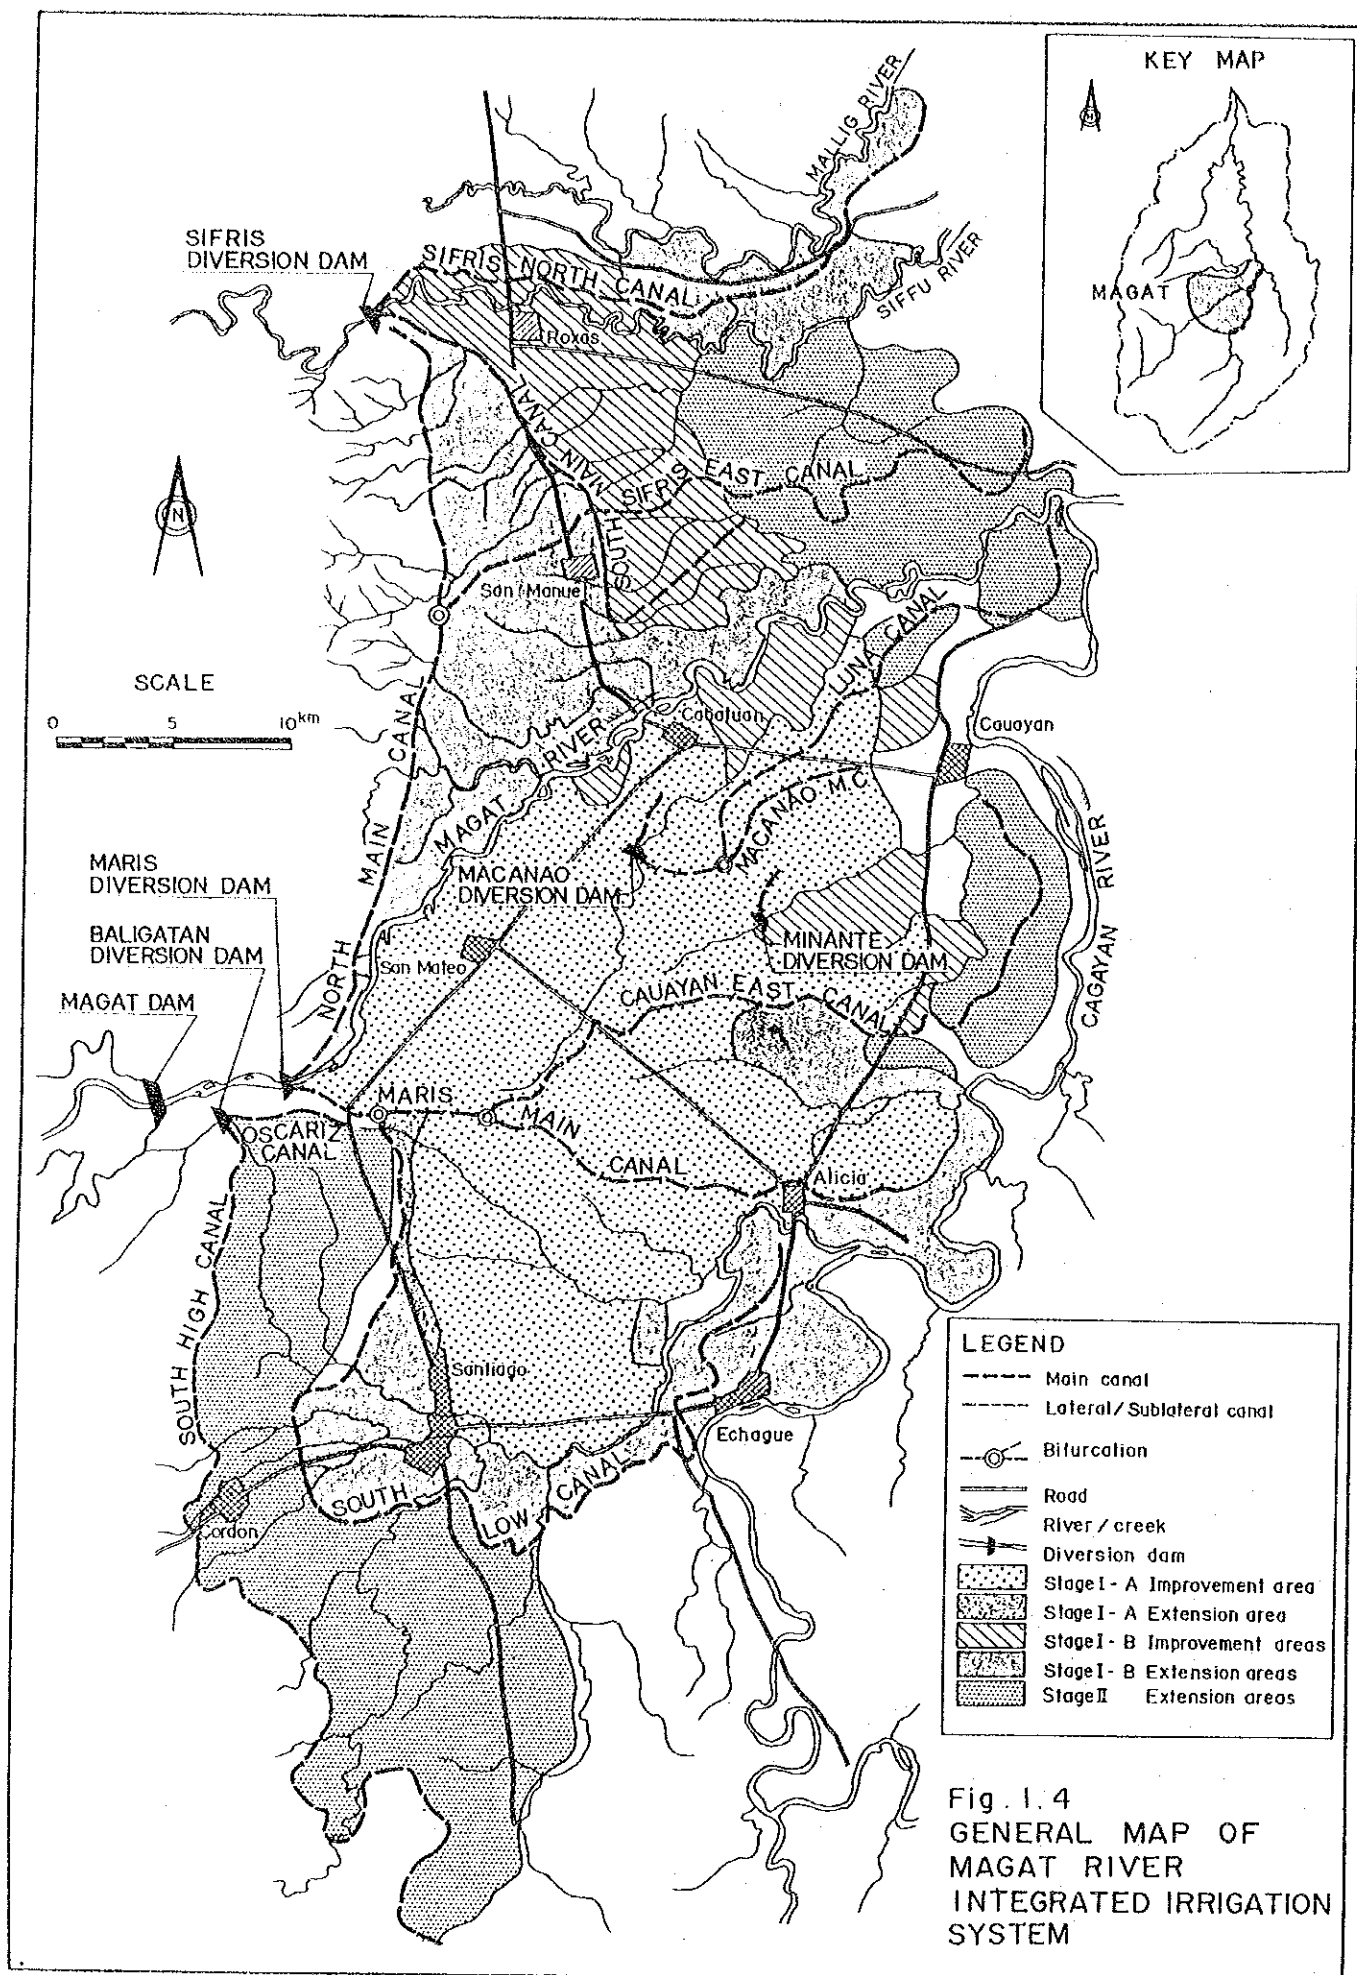 KEY MAP
N
MAGAT
MALLIG RIVER
SIFFU RIVER
SIFRIS
DIVERSION DAM
SIFRIS NORTH CANAL
Roxas
MAIN CANAL
SOUTH
SIFRIS EAST CANAL
San Manuel
N
SCALE
0 5 10km
LUNA CANAL
Cabatuan
Cauayan
MAGAT RIVER
NORTH MAIN CANAL
MACANAO M.C.
MACANAO
DIVERSION DAM
CAGAYAN RIVER
MARIS
DIVERSION DAM
BALIGATAN
DIVERSION DAM
MAGAT DAM
San Mateo
MINANTE
DIVERSION DAM
CAUAYAN EAST CANAL
MARIS MAIN CANAL
OSCARIZ
CANAL
Alicia
SOUTH HIGH CANAL
Santiago
Echague
SOUTH LOW CANAL
Cordon
LEGEND
Main canal
Lateral/Sublateral canal
Bifurcation
Road
River / creek
Diversion dam
Stage I - A Improvement area
Stage I - A Extension area
Stage I - B Improvement areas
Stage I - B Extension areas
Stage II Extension areas
Fig. 1.4
GENERAL MAP OF
MAGAT RIVER
INTEGRATED IRRIGATION
SYSTEM